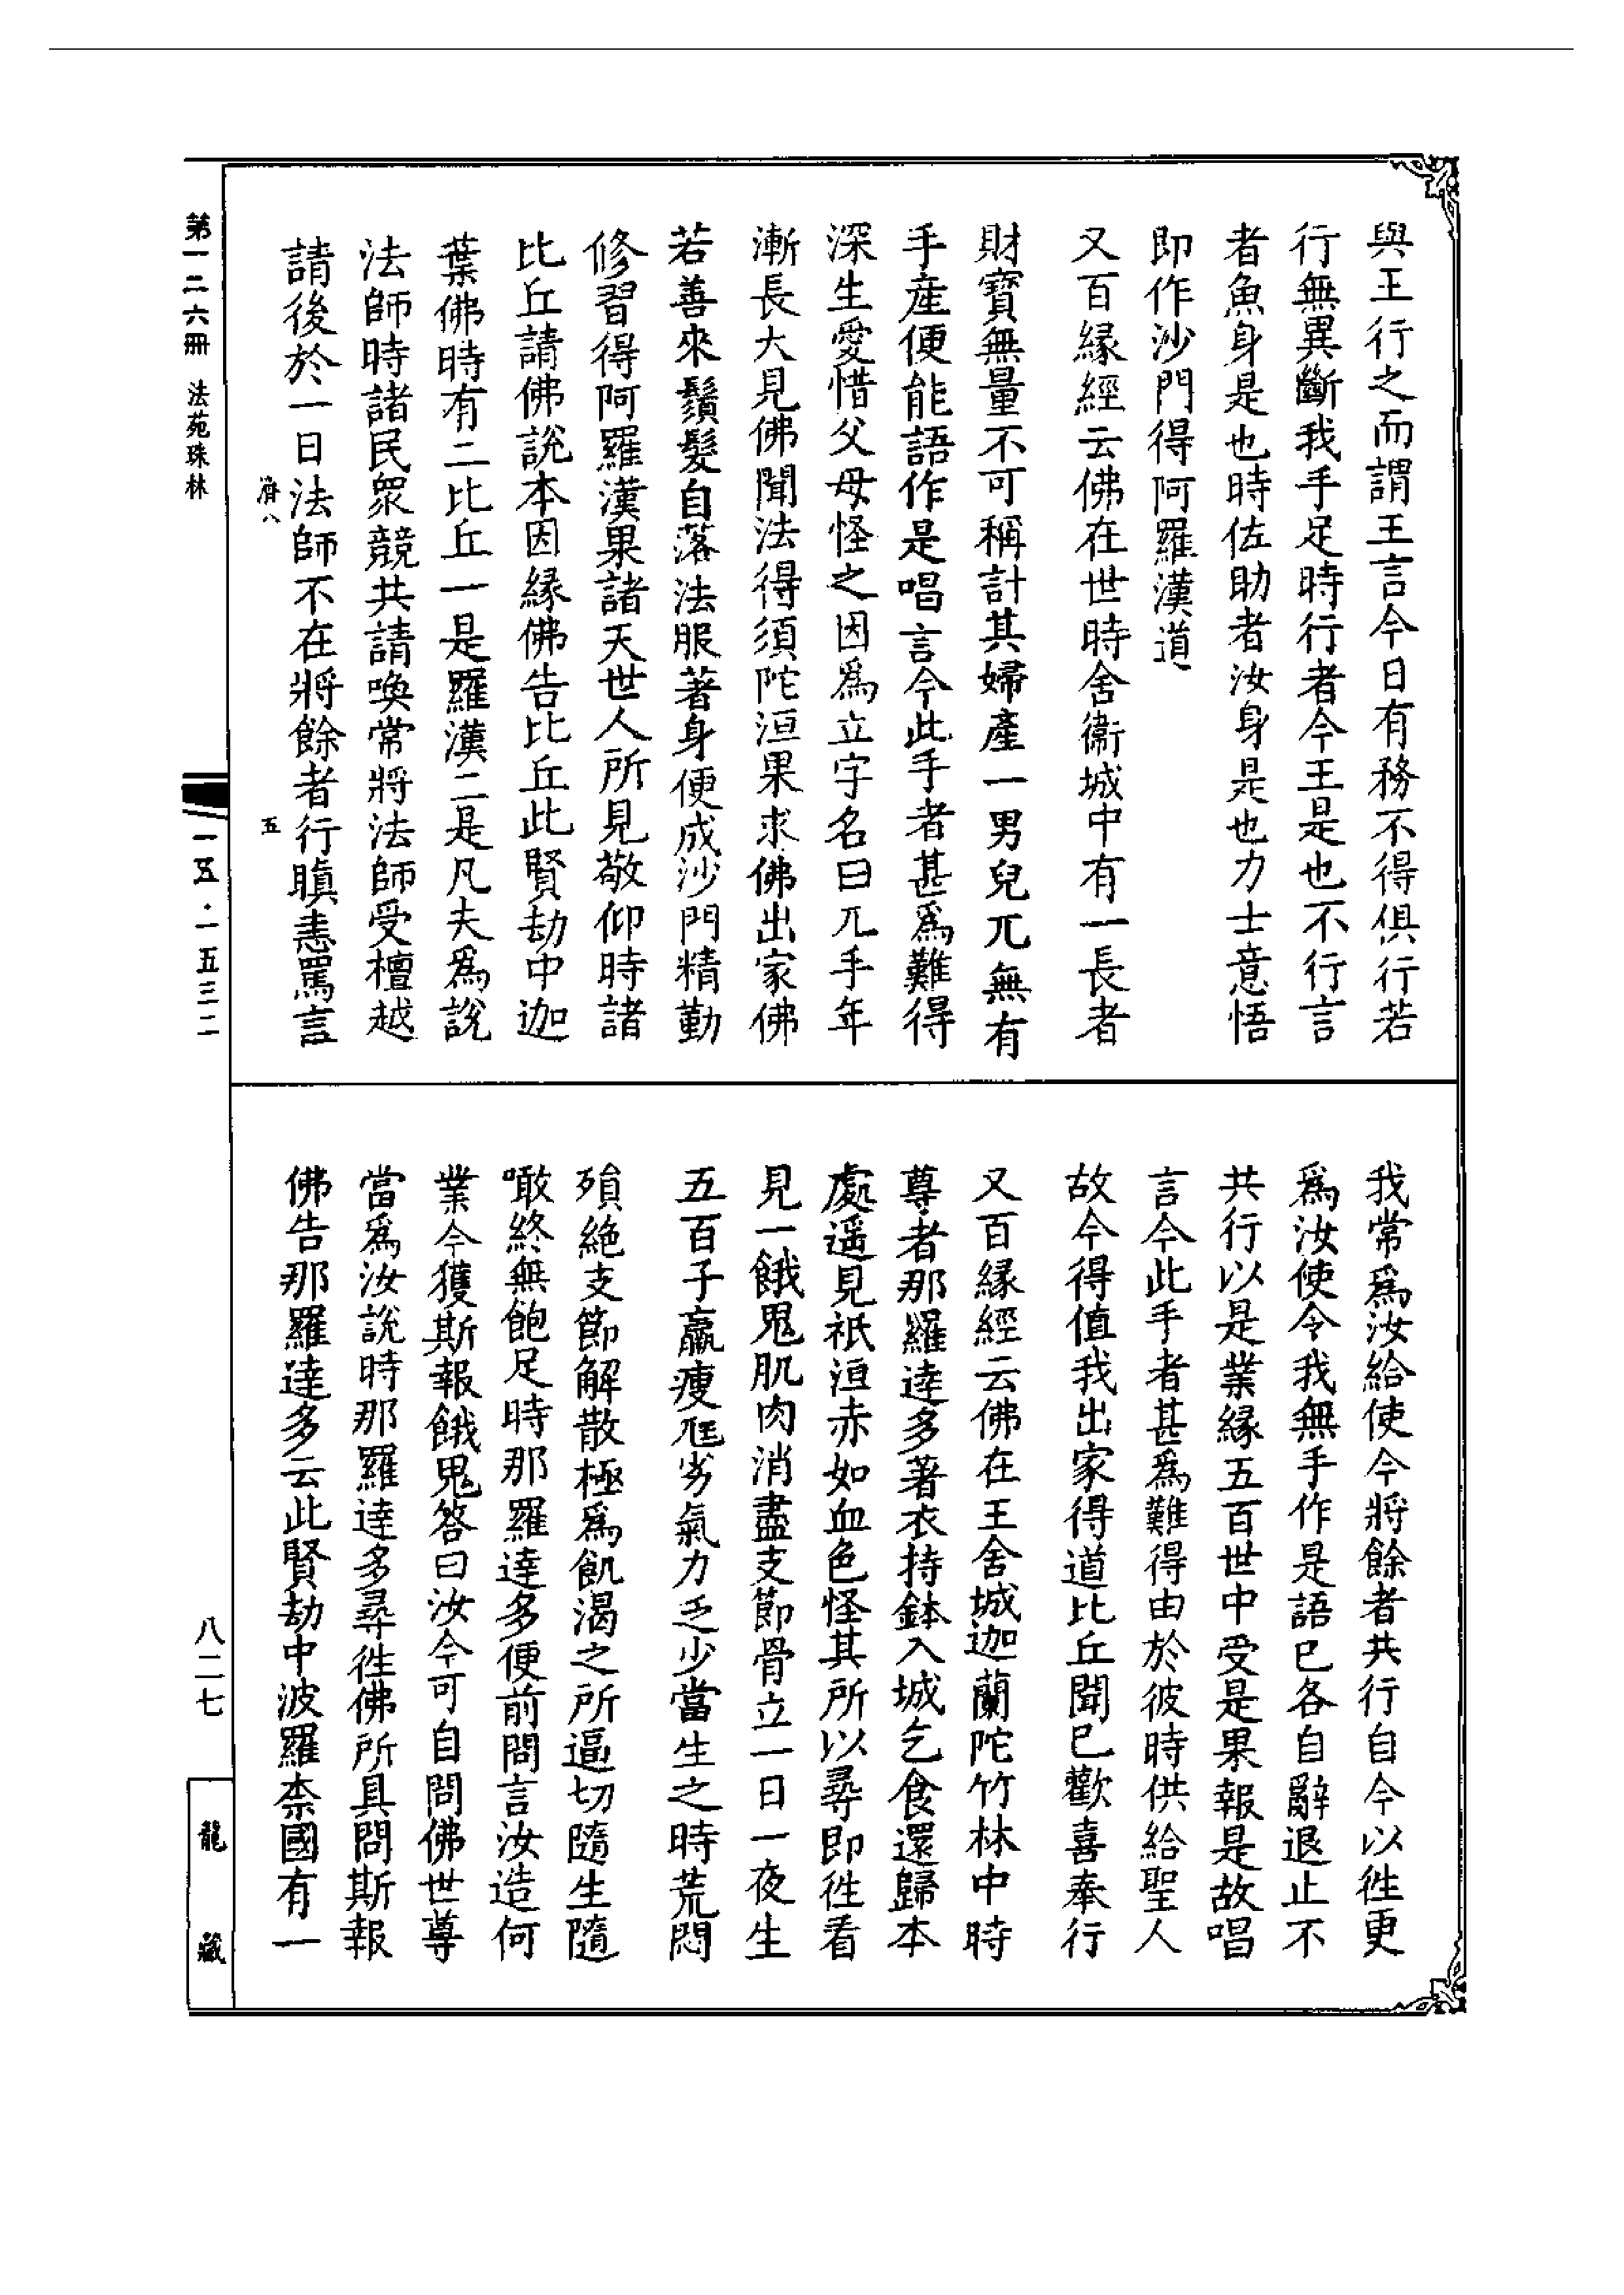 與王行之而謂王言今日有務不得俱行若
行無異斷我手足時行者今王是也不行言
者魚身是也時佐助者汝身是也力士意悟
即作沙門得阿羅漢道
又百緣經云佛在世時舍衞城中有一長者
財寶無量不可稱計其婦產一男兒兀無有
手產便能語作是唱言今此手者甚爲難得
深生愛惜父母怪之因爲立字名曰兀手年
漸長大見佛聞法得須陀洹果求佛出家佛
若善來鬚髮自落法服著身便成沙門精勤
修習得阿羅漢果諸天世人所見敬仰時諸
比丘請佛説本因緣佛告比丘此賢劫中迦
葉佛時有二比丘一是羅漢二是凡夫爲説
法師時諸民眾競共請喚常將法師受檀越
請後於一日法師不在將餘者行瞋恚罵言
我常爲汝給使今將餘者共行自今以徃更
爲汝使令我無手作是語已各自辭退止不
共行以是業緣五百世中受是果報是故唱
言今此手者甚爲難得由於彼時供給聖人
故今得值我出家得道比丘聞已歡喜奉行
又百緣經云佛在王舍城迦蘭陀竹林中時
尊者那羅達多著衣持鉢入城乞食還歸本
處遥見祇洹赤如血色怪其所以尋即徃看
見一餓鬼肌肉消盡支節骨立一日一夜生
五百子羸瘦尫劣氣力乏少當生之時荒悶
殞絶支節解散極爲飢渴之所逼切隨生隨
噉終無飽足時那羅達多便前問言汝造何
業今獲斯報餓鬼答曰汝今可自問佛世尊
當爲汝説時那羅達多尋徃佛所具問斯報
佛告那羅達多云此賢劫中波羅柰國有一
第一二六冊 法苑珠林
濟八
五
一五·一五三二
八二七
龍藏